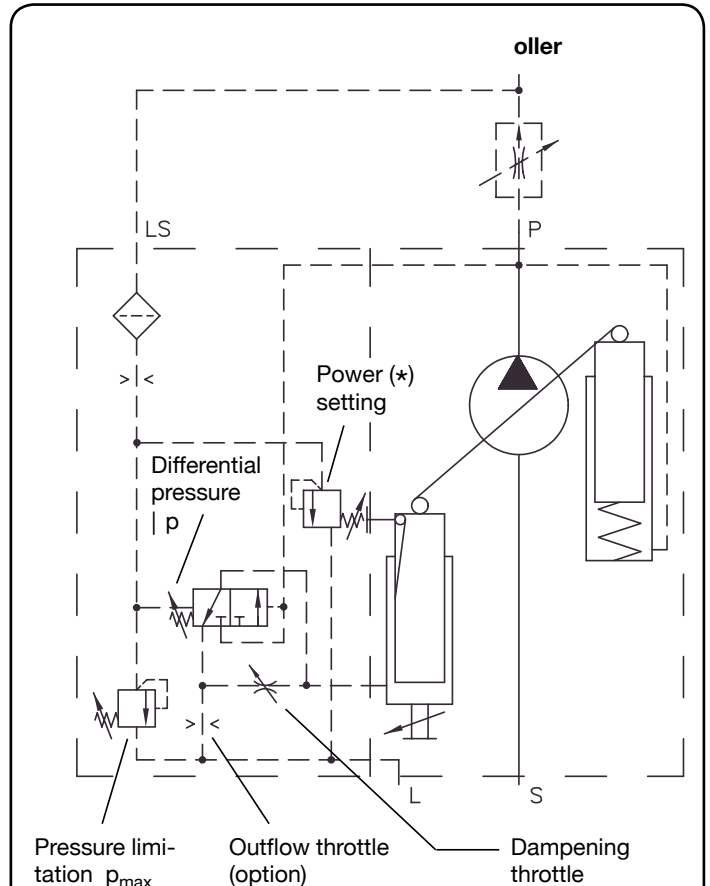 oller
LS
P
Power (*)
setting
Differential
pressure
| p
L
S
Pressure limi-
tation pmax
Outflow throttle
(option)
Dampening
throttle